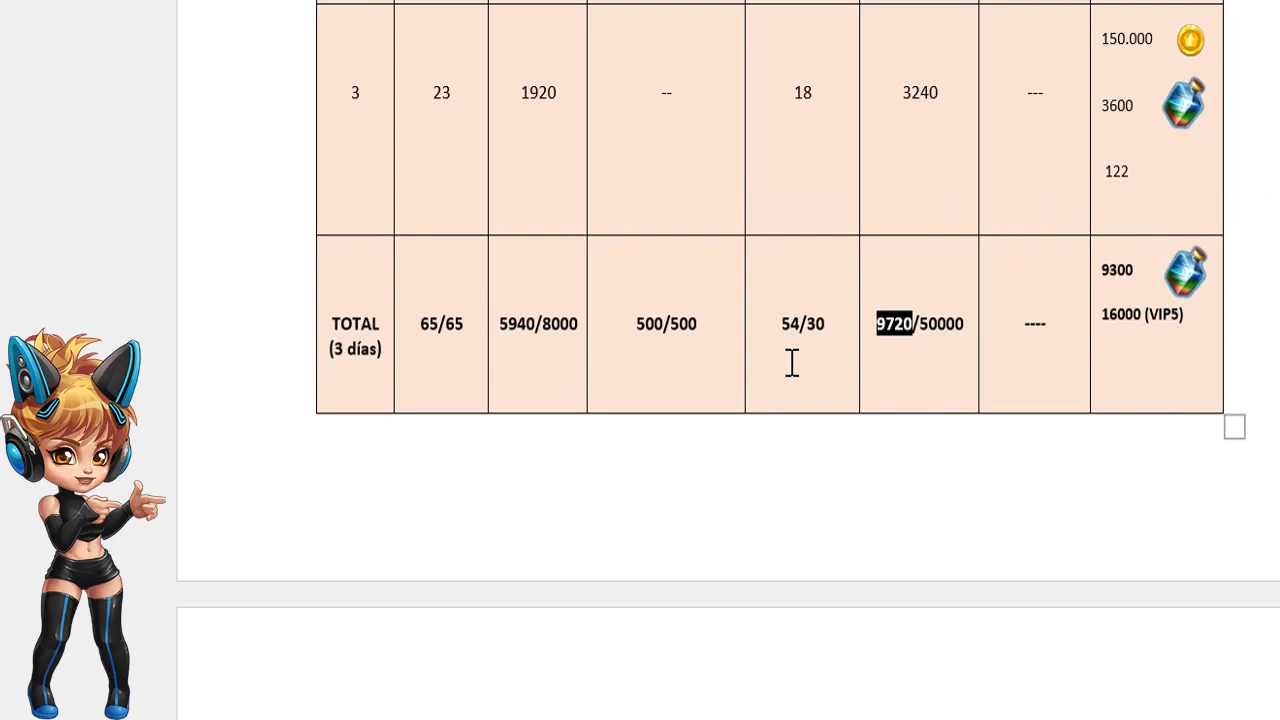 3 23 1920 -- 18 3240 --- 150.000
3600
122
TOTAL (3 días) 65/65 5940/8000 500/500 54/30 9720/50000 ---- 9300
16000 (VIP5)